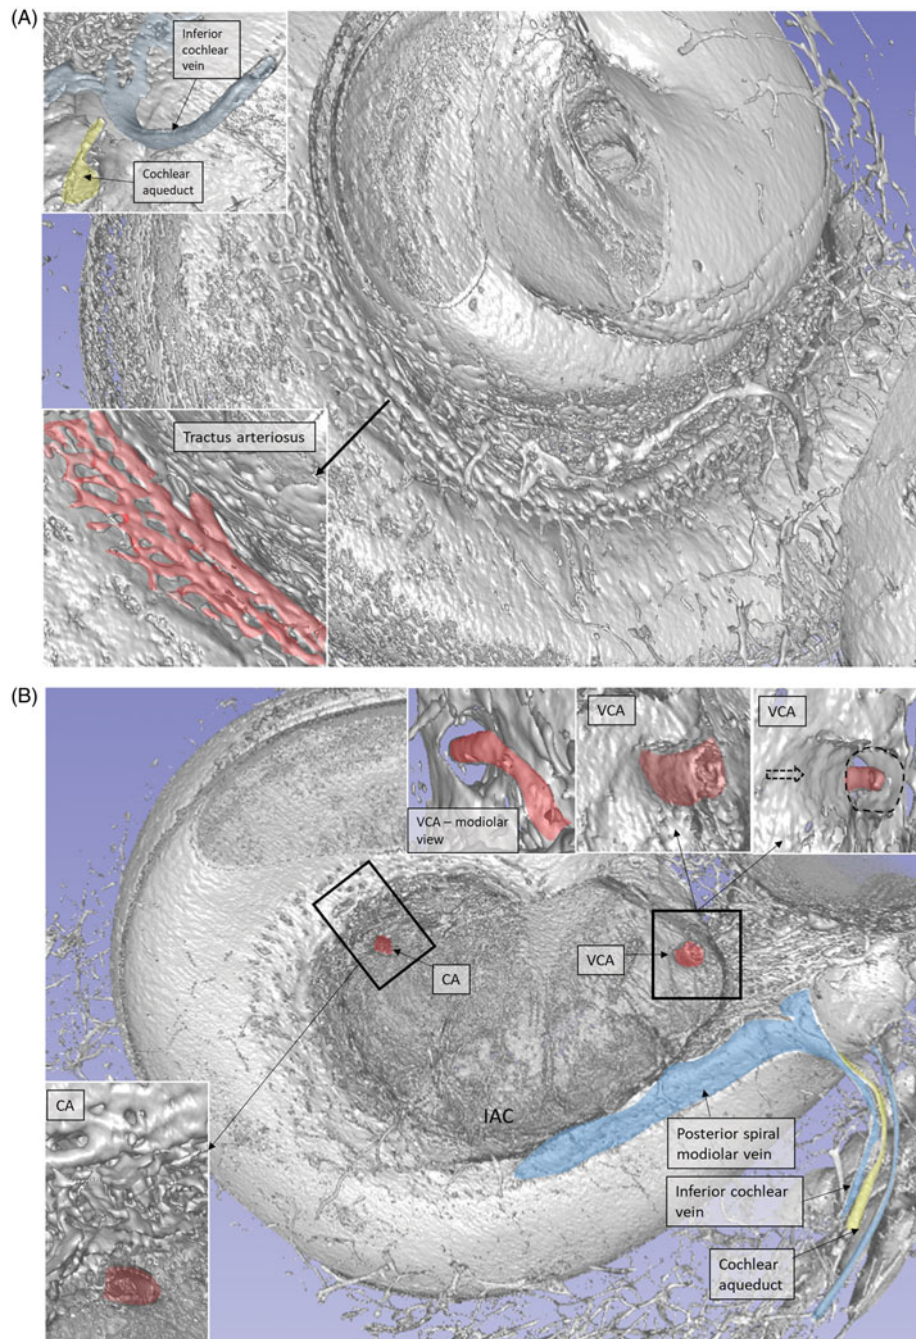 (A)
Inferior
cochlear
vein
Cochlear
aqueduct
Tractus arteriosus
(B)
VCA – modiolar
view
VCA
VCA
CA
VCA
CA
IAC
Posterior spiral
modiolar vein
Inferior cochlear
vein
Cochlear
aqueduct